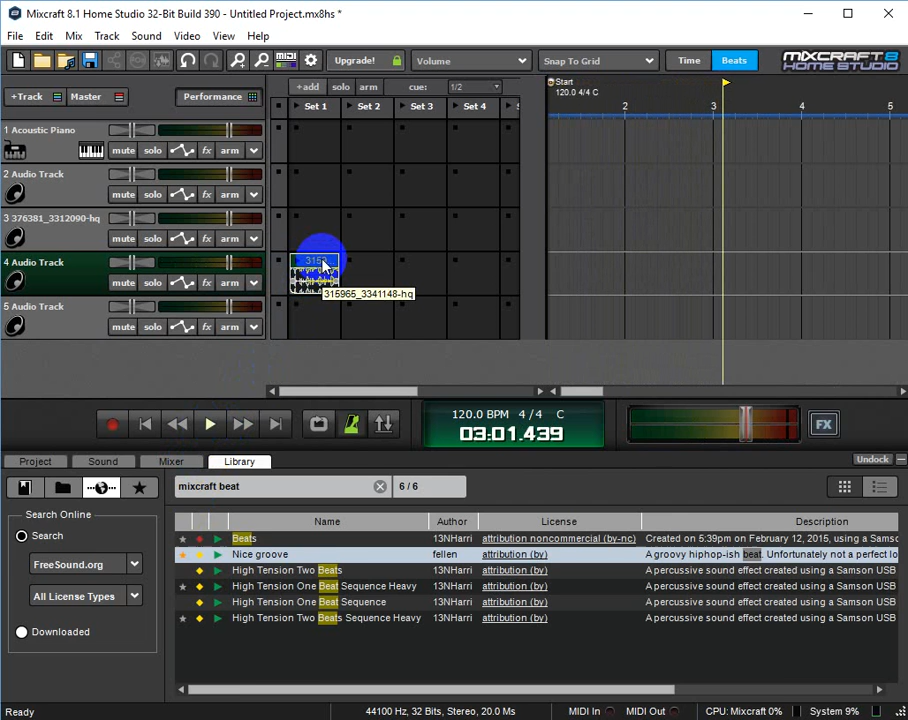 Mixcraft 8.1 Home Studio 32-Bit Build 390 - Untitled Project.mx8hs *
File Edit Mix Track Sound Video View Help
Upgrade! Volume Snap To Grid Time Beats MIXCRAFT 8 HOME STUDIO
+Track Master Performance
+add solo arm cue: 1/2
Set 1 Set 2 Set 3 Set 4
Start
120.0 4/4 C
2 3 4 5
1 Acoustic Piano
mute solo fx arm
2 Audio Track
mute solo fx arm
3 376381_3312090-hq
mute solo fx arm
4 Audio Track
mute solo fx arm
315965_3341148-hq
5 Audio Track
mute solo fx arm
120.0 BPM 4/4 C
03:01.439
FX
Project Sound Mixer Library Undock
mixcraft beat 6 / 6
Search Online
Search
FreeSound.org
All License Types
Downloaded
Name Author License Description
Beats 13NHarri attribution noncommercial (by-nc) Created on 5:39pm on February 12, 2015, using a Samso
Nice groove fellen attribution (by) A groovy hiphop-ish beat. Unfortunately not a perfect lo
High Tension Two Beats 13NHarri attribution (by) A percussive sound effect created using a Samson USB
High Tension One Beat Sequence Heavy 13NHarri attribution (by) A percussive sound effect created using a Samson USB
High Tension One Beat Sequence 13NHarri attribution (by) A percussive sound effect created using a Samson USB
High Tension Two Beats Sequence Heavy 13NHarri attribution (by) A percussive sound effect created using a Samson USB
Ready 44100 Hz, 32 Bits, Stereo, 20.0 Ms MIDI In MIDI Out CPU: Mixcraft 0% System 9%